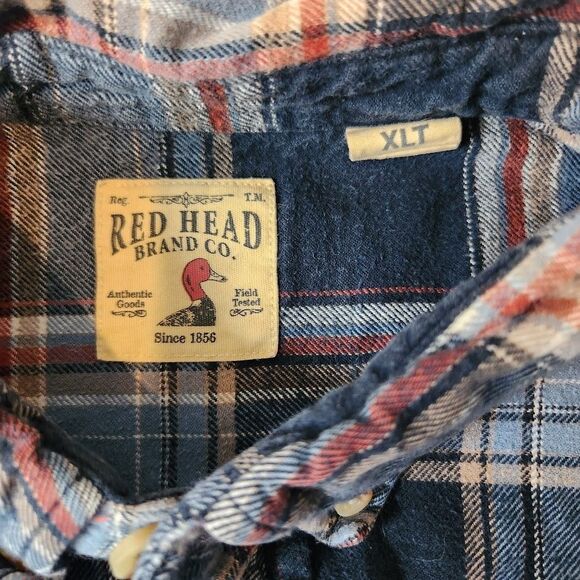 Reg. T.M.
RED HEAD
BRAND CO.
Authentic Field
Goods Tested
Since 1856
XLT